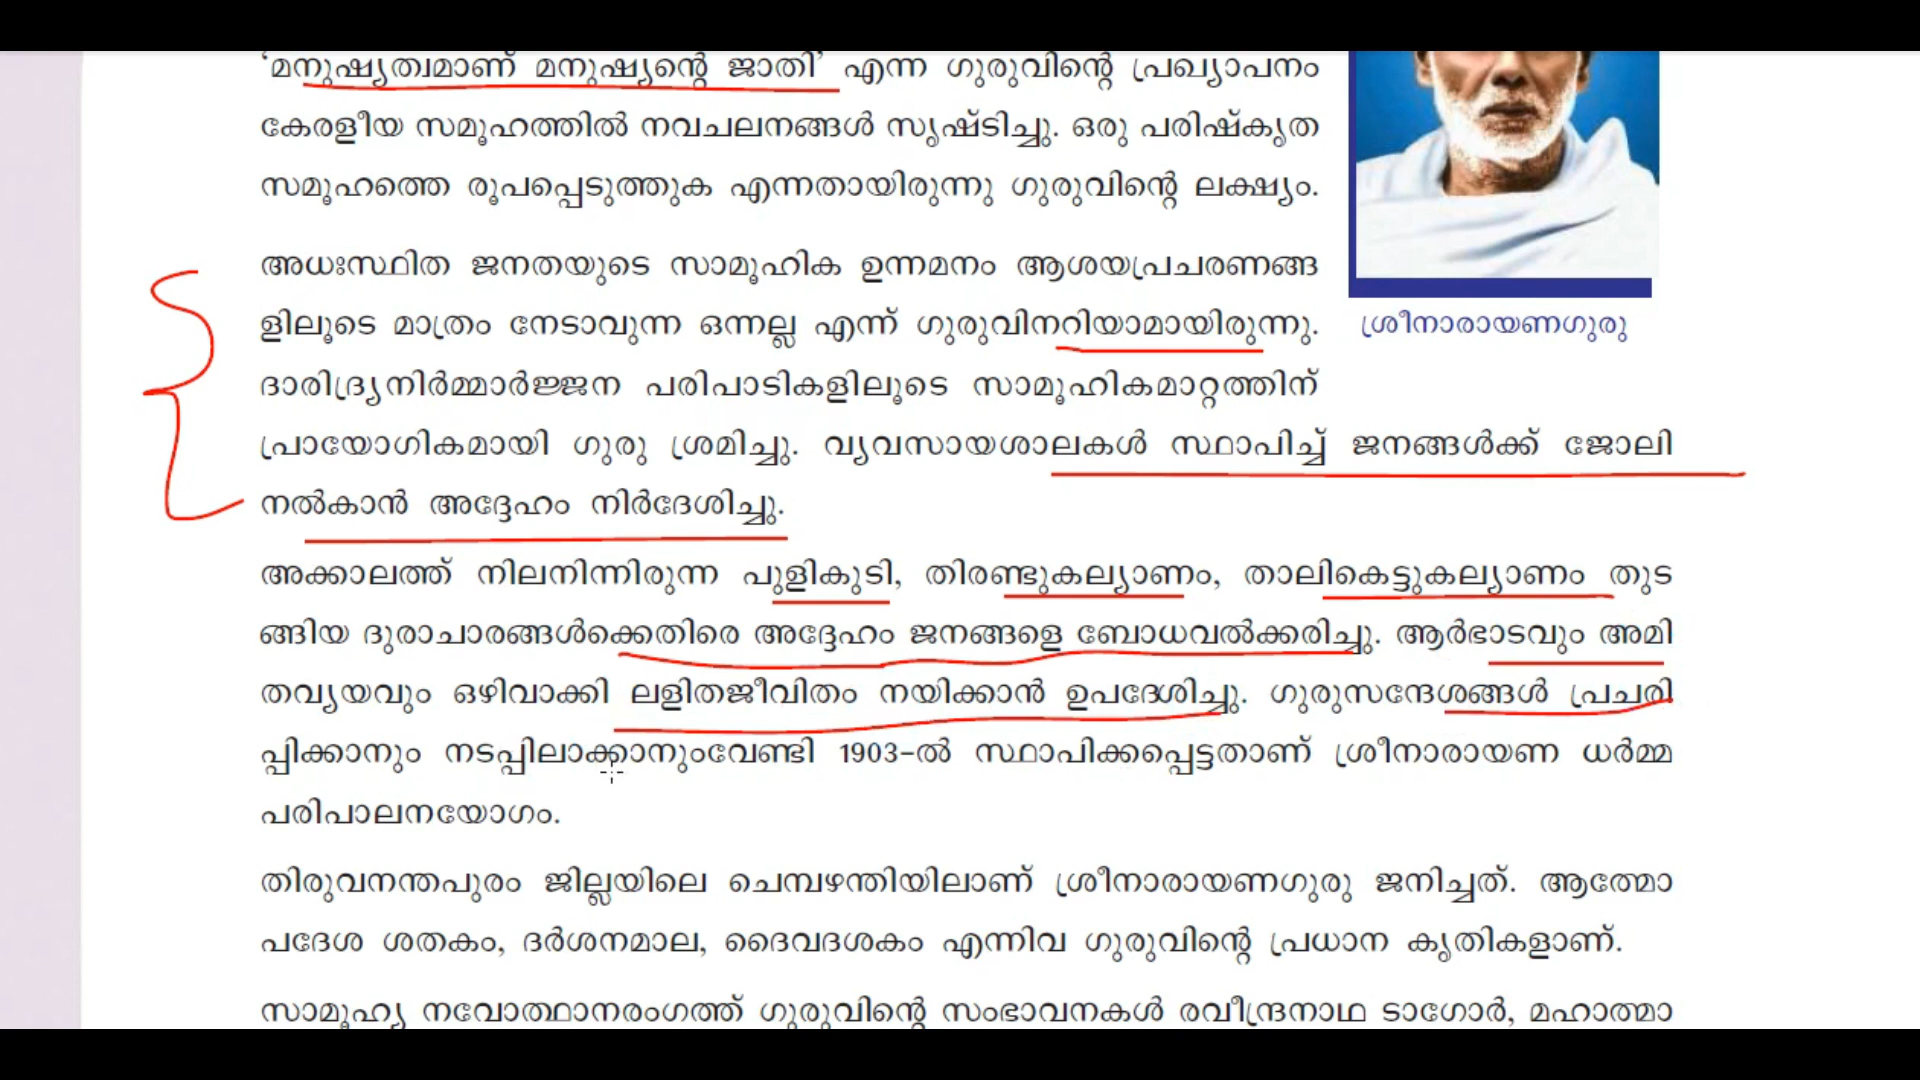 ‘മനുഷ്യത്വമാണ് മനുഷ്യന്റെ ജാതി’ എന്ന ഗുരുവിന്റെ പ്രഖ്യാപനം
കേരളീയ സമൂഹത്തിൽ നവചലനങ്ങൾ സൃഷ്ടിച്ചു. ഒരു പരിഷ്കൃത
സമൂഹത്തെ രൂപപ്പെടുത്തുക എന്നതായിരുന്നു ഗുരുവിന്റെ ലക്ഷ്യം.
അധഃസ്ഥിത ജനതയുടെ സാമൂഹിക ഉന്നമനം ആശയപ്രചരണങ്ങ
ളിലൂടെ മാത്രം നേടാവുന്ന ഒന്നല്ല എന്ന് ഗുരുവിനറിയാമായിരുന്നു.
ദാരിദ്ര്യനിർമ്മാർജ്ജന പരിപാടികളിലൂടെ സാമൂഹികമാറ്റത്തിന്
പ്രായോഗികമായി ഗുരു ശ്രമിച്ചു. വ്യവസായശാലകൾ സ്ഥാപിച്ച് ജനങ്ങൾക്ക് ജോലി
നൽകാൻ അദ്ദേഹം നിർദേശിച്ചു.
ശ്രീനാരായണഗുരു
അക്കാലത്ത് നിലനിന്നിരുന്ന പുളികുടി, തിരണ്ടുകല്യാണം, താലികെട്ടുകല്യാണം തുട
ങ്ങിയ ദുരാചാരങ്ങൾക്കെതിരെ അദ്ദേഹം ജനങ്ങളെ ബോധവൽക്കരിച്ചു. ആർഭാടവും അമി
തവ്യയവും ഒഴിവാക്കി ലളിതജീവിതം നയിക്കാൻ ഉപദേശിച്ചു. ഗുരുസന്ദേശങ്ങൾ പ്രചരി
പ്പിക്കാനും നടപ്പിലാക്കാനുംവേണ്ടി 1903-ൽ സ്ഥാപിക്കപ്പെട്ടതാണ് ശ്രീനാരായണ ധർമ്മ
പരിപാലനയോഗം.
തിരുവനന്തപുരം ജില്ലയിലെ ചെമ്പഴന്തിയിലാണ് ശ്രീനാരായണഗുരു ജനിച്ചത്. ആത്മോ
പദേശ ശതകം, ദർശനമാല, ദൈവദശകം എന്നിവ ഗുരുവിന്റെ പ്രധാന കൃതികളാണ്.
സാമൂഹ്യ നവോത്ഥാനരംഗത്ത് ഗുരുവിന്റെ സംഭാവനകൾ രവീന്ദ്രനാഥ ടാഗോർ, മഹാത്മാ